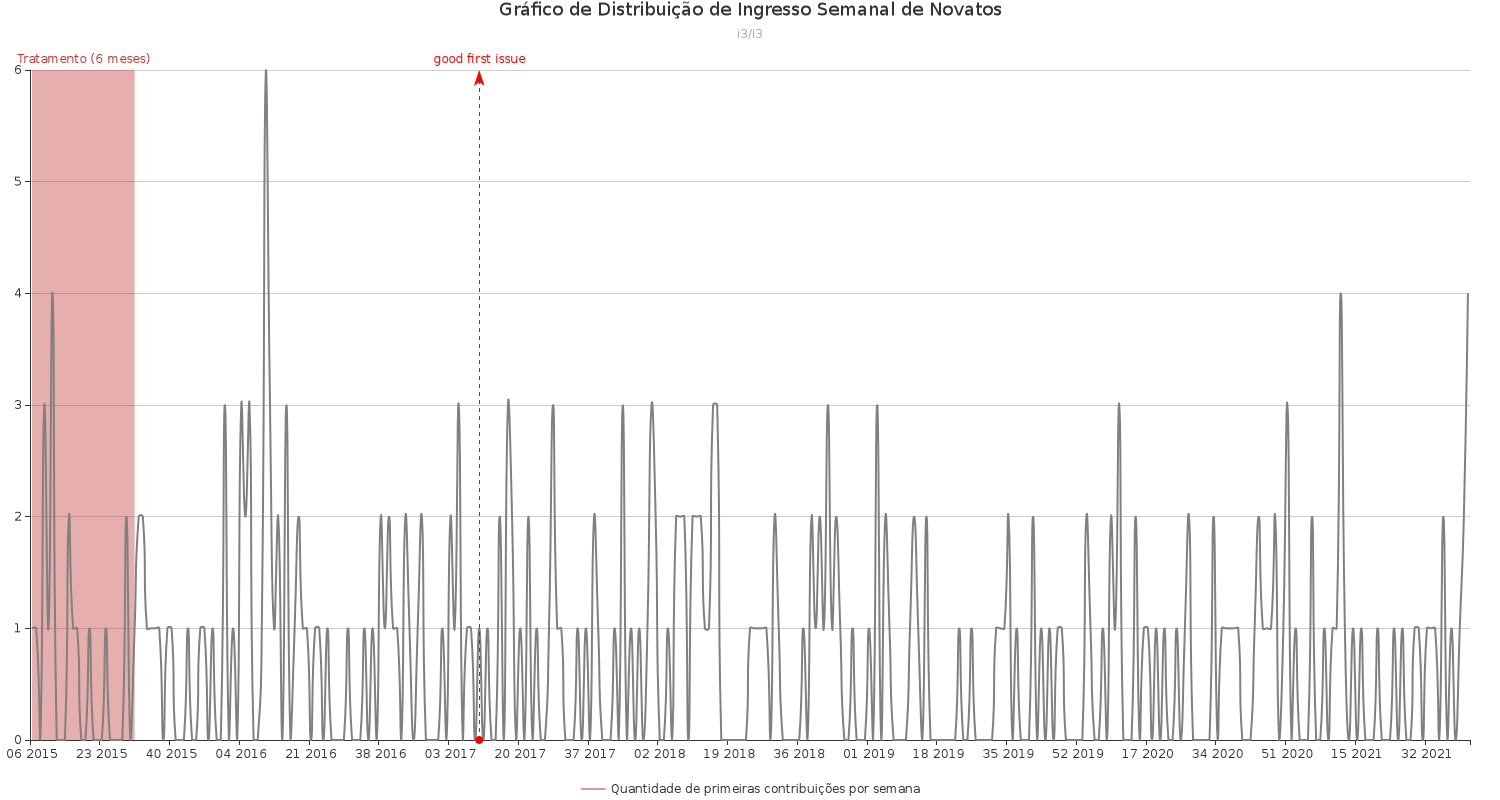 Gráfico de Distribuição de Ingresso Semanal de Novatos
i3/i3
Tratamento (6 meses)
good first issue
6
5
4
3
2
1
0
06 2015 23 2015 40 2015 04 2016 21 2016 38 2016 03 2017 20 2017 37 2017 02 2018 19 2018 36 2018 01 2019 18 2019 35 2019 52 2019 17 2020 34 2020 51 2020 15 2021 32 2021
Quantidade de primeiras contribuições por semana